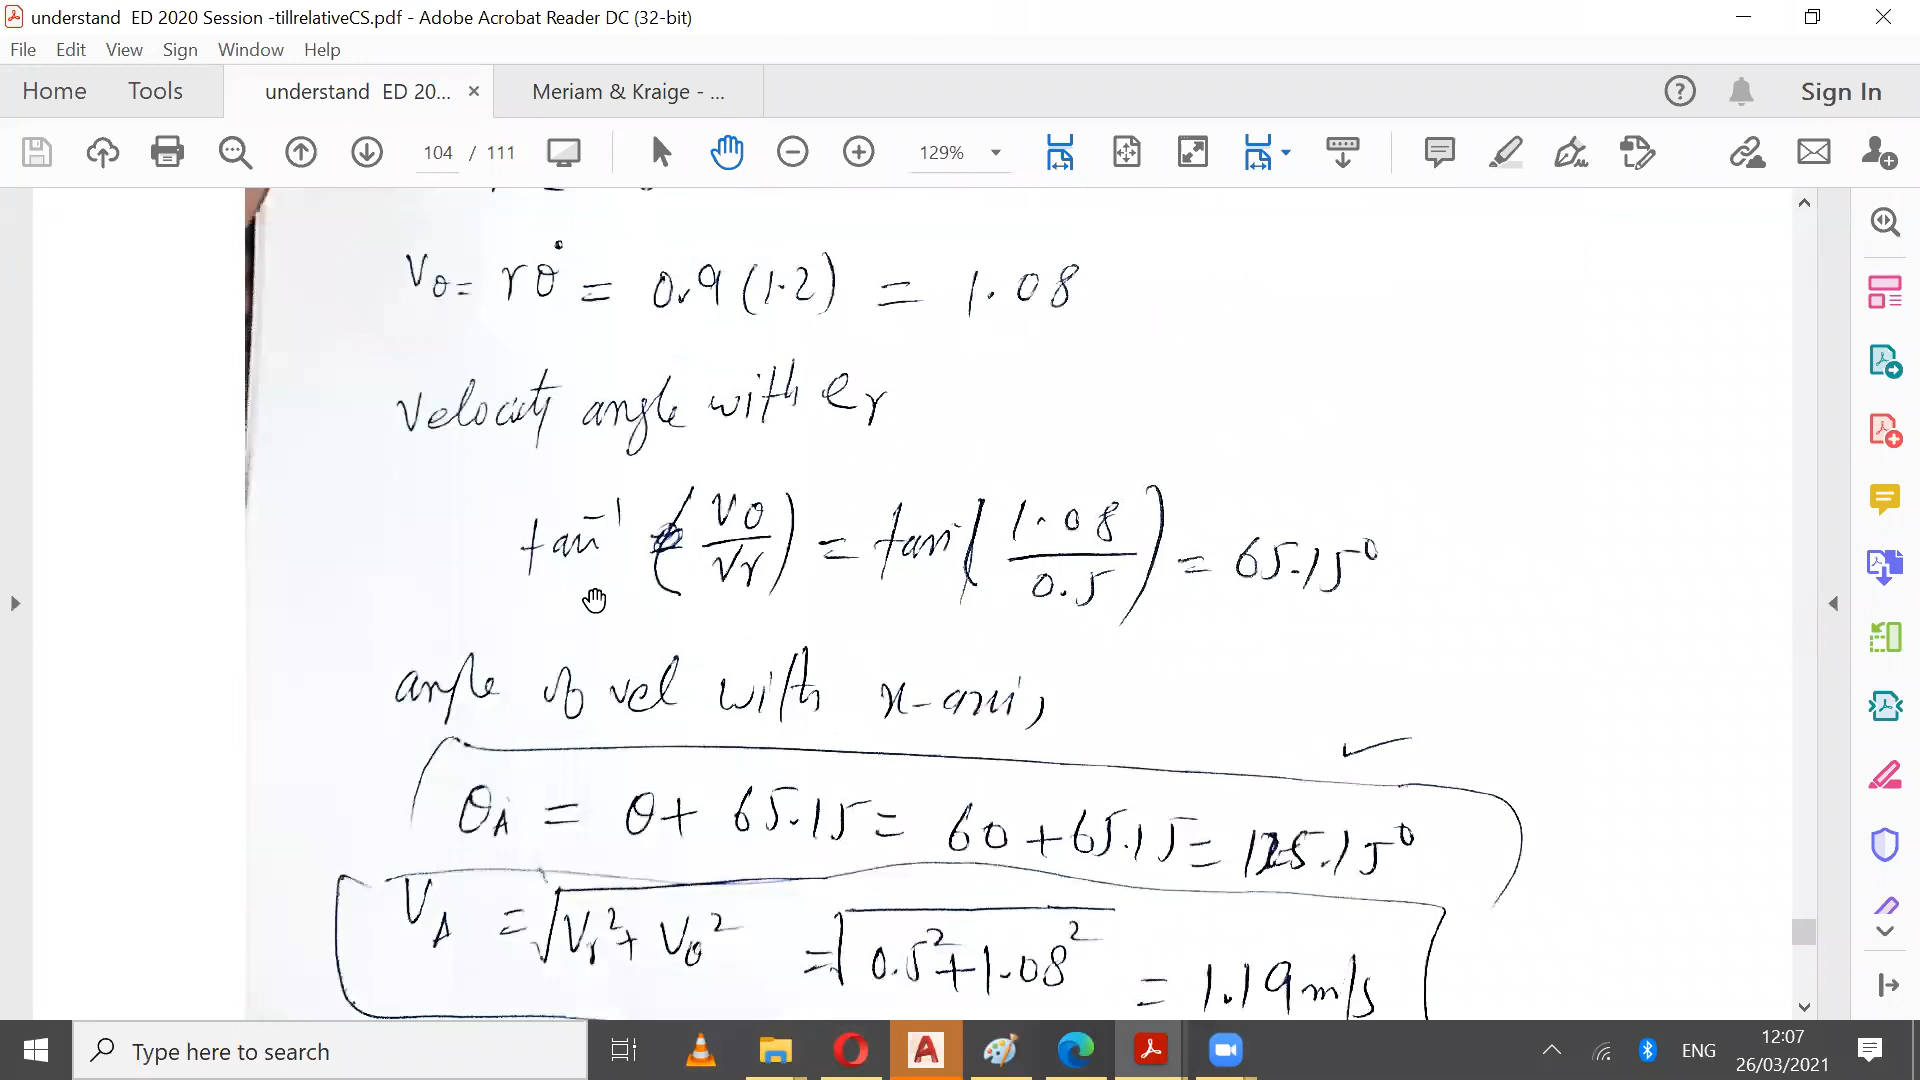 understand ED 2020 Session -tillrelativeCS.pdf - Adobe Acrobat Reader DC (32-bit)
File Edit View Sign Window Help
Home Tools understand ED 20... × Meriam & Kraige - ... Sign In
104 / 111 129%
Vθ = rθ̇ = 0.9 (1.2) = 1.08
Velocity angle with er
tan⁻¹ (Vθ/Vr) = tan⁻¹(1.08/0.5) = 65.15°
angle of vel with x-axis,
θA = θ + 65.15 = 60 + 65.15 = 125.15° ✓
VA = √Vr² + Vθ² = √0.5² + 1.08² = 1.19 m/s
Type here to search
ENG
12:07
26/03/2021